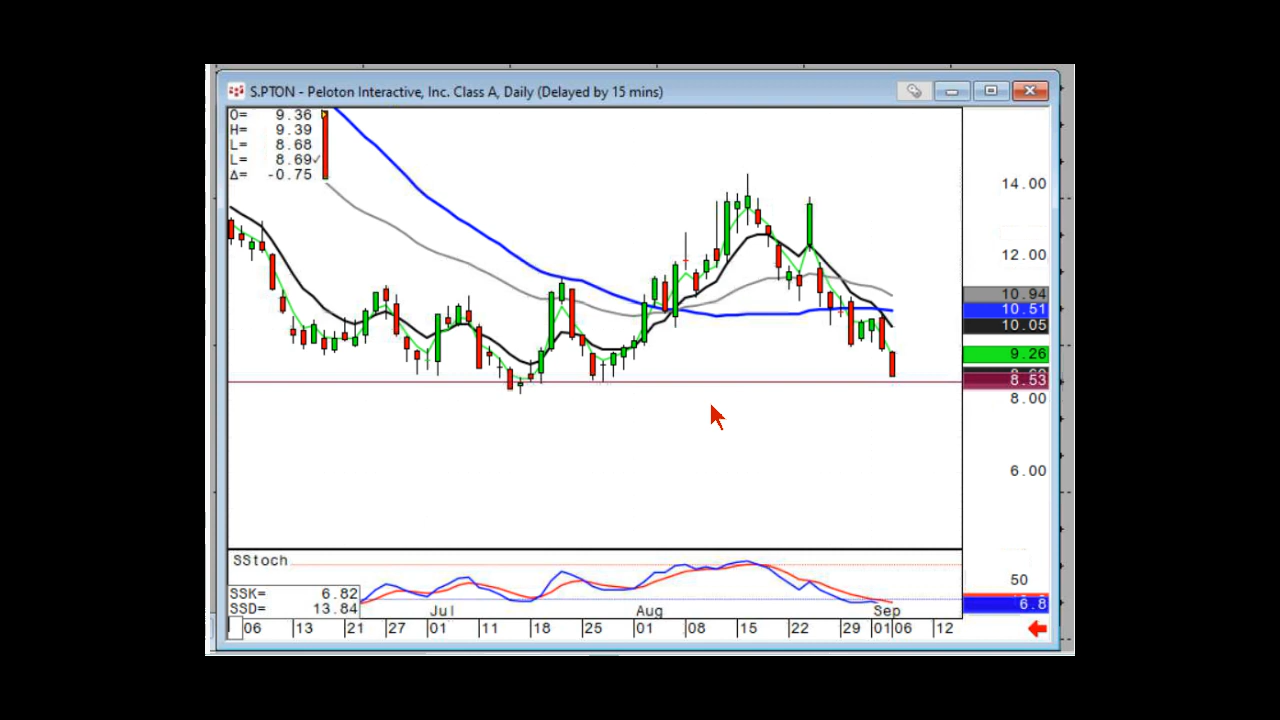 S.PTON - Peloton Interactive, Inc. Class A, Daily (Delayed by 15 mins)
O= 9.36
H= 9.39
L= 8.68
L= 8.69✓
Δ= -0.75
14.00
12.00
10.94
10.51
10.05
9.26
8.53
8.00
6.00
SStoch
50
SSK= 6.82
SSD= 13.84
6.8
Jul Aug Sep
06 13 21 27 01 11 18 25 01 08 15 22 29 01 06 12